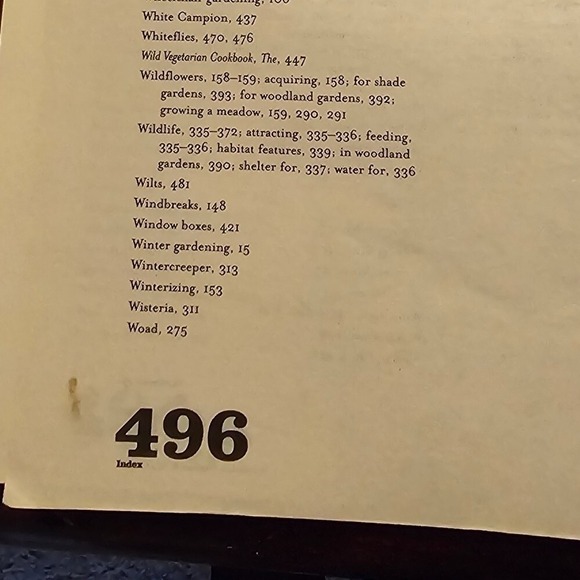 gardening, 100
White Campion, 437
Whiteflies, 470, 476
Wild Vegetarian Cookbook, The, 447
Wildflowers, 158–159; acquiring, 158; for shade
gardens, 393; for woodland gardens, 392;
growing a meadow, 159, 290, 291
Wildlife, 335–372; attracting, 335–336; feeding,
335–336; habitat features, 339; in woodland
gardens, 390; shelter for, 337; water for, 336
Wilts, 481
Windbreaks, 148
Window boxes, 421
Winter gardening, 15
Wintercreeper, 313
Winterizing, 153
Wisteria, 311
Woad, 275
496
Index